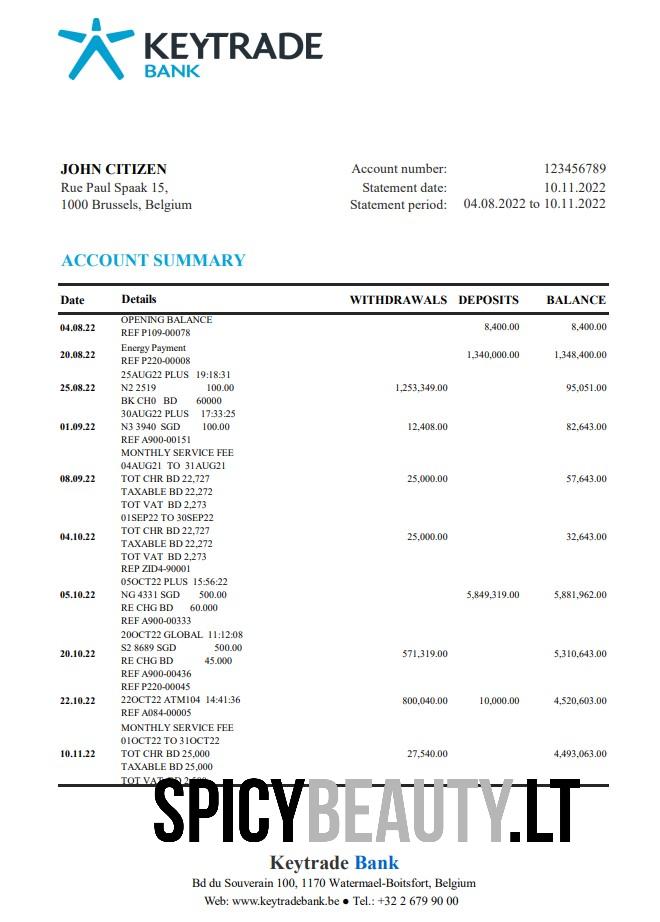 KEYTRADE
BANK
JOHN CITIZEN
Rue Paul Spaak 15,
1000 Brussels, Belgium
Account number: 123456789
Statement date: 10.11.2022
Statement period: 04.08.2022 to 10.11.2022
ACCOUNT SUMMARY
Date Details WITHDRAWALS DEPOSITS BALANCE
OPENING BALANCE
04.08.22 8,400.00 8,400.00
REF P109-00078
Energy Payment
20.08.22 1,340,000.00 1,348,400.00
REF P220-00008
25AUG22 PLUS 19:18:31
25.08.22 N2 2519 100.00 1,253,349.00 95,051.00
BK CH0 BD 60000
30AUG22 PLUS 17:33:25
01.09.22 N3 3940 SGD 100.00 12,408.00 82,643.00
REF A900-00151
MONTHLY SERVICE FEE
04AUG21 TO 31AUG21
08.09.22 TOT CHR BD 22,727 25,000.00 57,643.00
TAXABLE BD 22,272
TOT VAT BD 2,273
01SEP22 TO 30SEP22
04.10.22 TOT CHR BD 22,727 25,000.00 32,643.00
TAXABLE BD 22,272
TOT VAT BD 2,273
REP ZID4-90001
05OCT22 PLUS 15:56:22
05.10.22 NG 4331 SGD 500.00 5,849,319.00 5,881,962.00
RE CHG BD 60.000
REF A900-00333
20OCT22 GLOBAL 11:12:08
S2 8689 SGD 500.00
20.10.22 571,319.00 5,310,643.00
RE CHG BD 45.000
REF A900-00436
REF P220-00045
22.10.22 22OCT22 ATM104 14:41:36 800,040.00 10,000.00 4,520,603.00
REF A084-00005
MONTHLY SERVICE FEE
01OCT22 TO 31OCT22
10.11.22 TOT CHR BD 25,000 27,540.00 4,493,063.00
TAXABLE BD 25,000
TOT VAT BD 2,500
SPICYBEAUTY.LT
Keytrade Bank
Bd du Souverain 100, 1170 Watermael-Boitsfort, Belgium
Web: www.keytradebank.be ● Tel.: +32 2 679 90 00